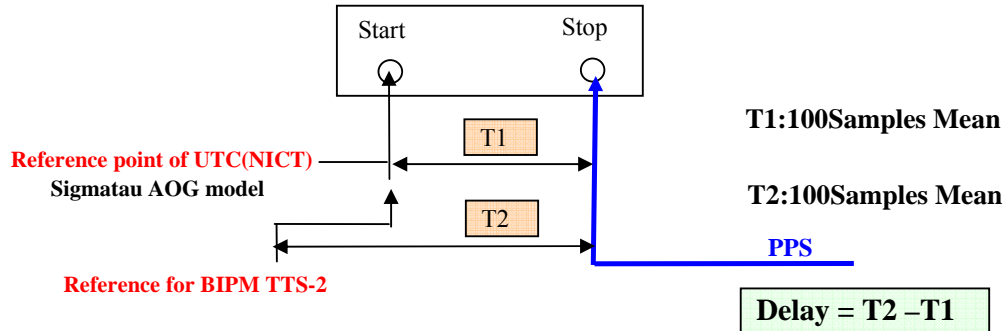 Start
Stop
T1
T1:100Samples Mean
Reference point of UTC(NICT)
Sigmatau AOG model
T2:100Samples Mean
T2
PPS
Reference for BIPM TTS-2
Delay = T2 –T1